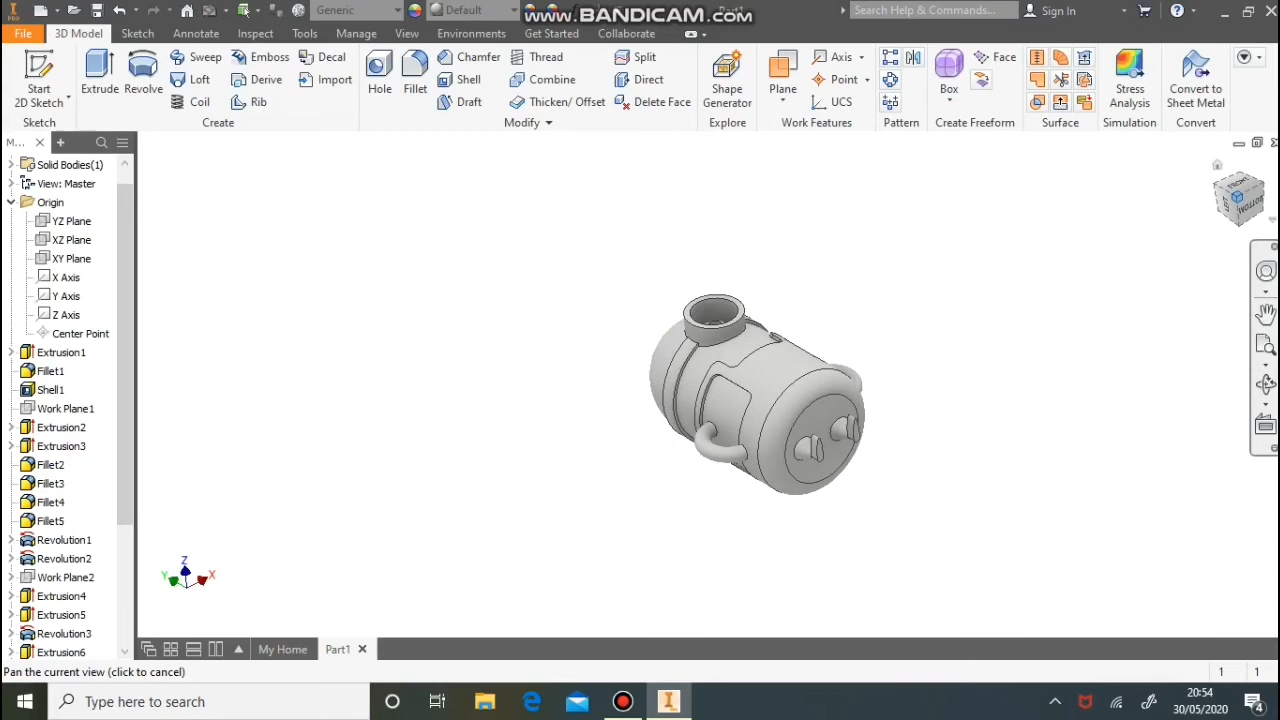 PRO
Generic
Default
www.BANDICAM.com
Search Help & Commands...
Sign In
File
3D Model
Sketch
Annotate
Inspect
Tools
Manage
View
Environments
Get Started
Collaborate
Start
2D Sketch
Extrude
Revolve
Sweep
Loft
Coil
Emboss
Derive
Rib
Decal
Import
Hole
Fillet
Chamfer
Shell
Draft
Thread
Combine
Thicken/ Offset
Split
Direct
Delete Face
Shape
Generator
Plane
Axis
Point
UCS
Box
Face
Stress
Analysis
Convert to
Sheet Metal
Sketch
Create
Modify
Explore
Work Features
Pattern
Create Freeform
Surface
Simulation
Convert
M...
Solid Bodies(1)
View: Master
Origin
YZ Plane
XZ Plane
XY Plane
X Axis
Y Axis
Z Axis
Center Point
Extrusion1
Fillet1
Shell1
Work Plane1
Extrusion2
Extrusion3
Fillet2
Fillet3
Fillet4
Fillet5
Revolution1
Revolution2
Work Plane2
Extrusion4
Extrusion5
Revolution3
Extrusion6
BOTTOM
Z
Y
X
My Home
Part1
Pan the current view (click to cancel)
1
1
Type here to search
20:54
30/05/2020
4